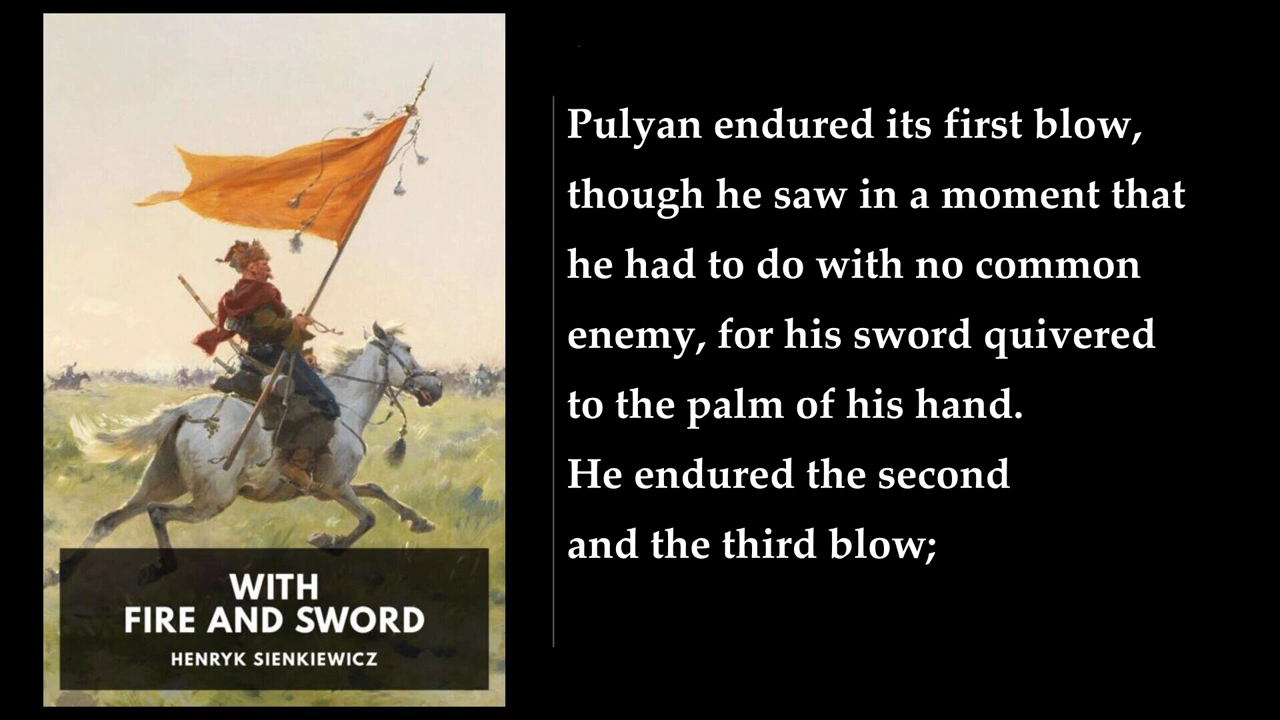 WITH
FIRE AND SWORD
HENRYK SIENKIEWICZ
Pulyan endured its first blow,
though he saw in a moment that
he had to do with no common
enemy, for his sword quivered
to the palm of his hand.
He endured the second
and the third blow;